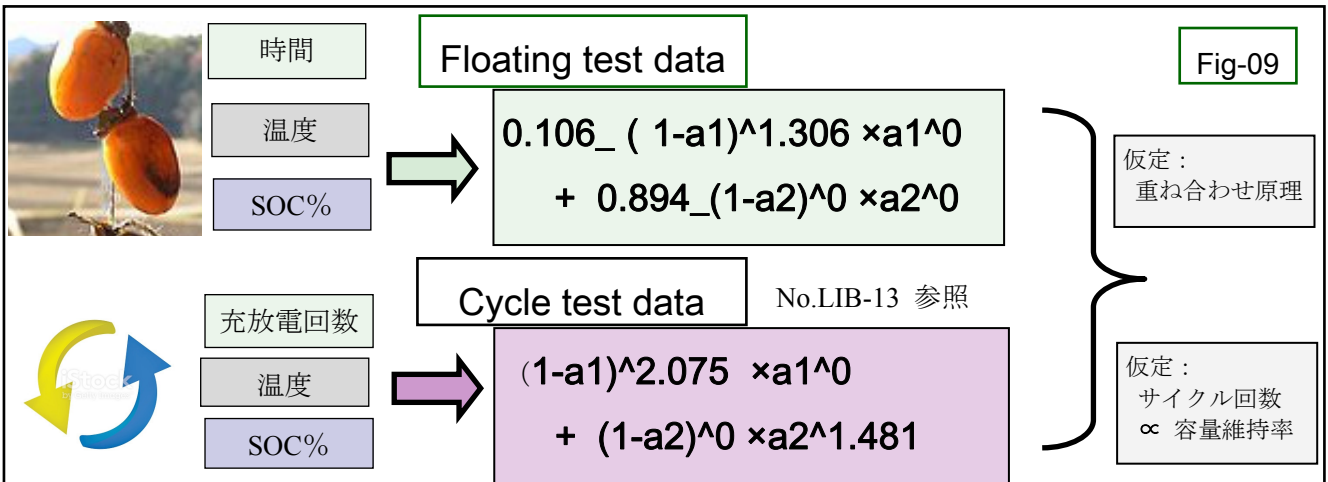 時間
温度
SOC%
Floating test data
0.106_ ( 1-a1)^1.306 ×a1^0
+ 0.894_(1-a2)^0 ×a2^0
Fig-09
仮定：
重ね合わせ原理
充放電回数
温度
SOC%
iStock
Cycle test data
No.LIB-13 参照
(1-a1)^2.075 ×a1^0
+ (1-a2)^0 ×a2^1.481
仮定：
サイクル回数
∝ 容量維持率